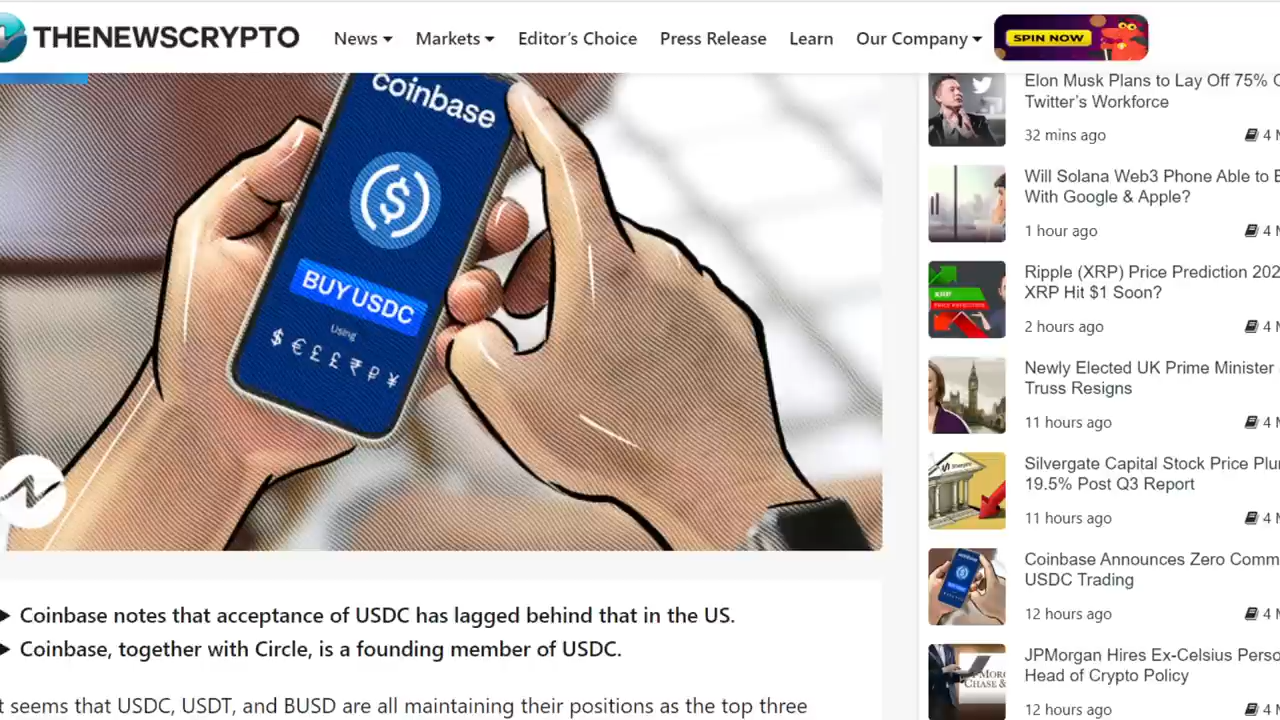 THENEWSCRYPTO
News
Markets
Editor's Choice
Press Release
Learn
Our Company
SPIN NOW
coinbase
$
BUY USDC
Using
$ € £ £ ₹ ₽ ¥
Coinbase notes that acceptance of USDC has lagged behind that in the US.
Coinbase, together with Circle, is a founding member of USDC.
t seems that USDC, USDT, and BUSD are all maintaining their positions as the top three
Elon Musk Plans to Lay Off 75%
Twitter's Workforce
32 mins ago
4
Will Solana Web3 Phone Able to
With Google & Apple?
1 hour ago
4
Ripple (XRP) Price Prediction 202
XRP Hit $1 Soon?
2 hours ago
4
Newly Elected UK Prime Minister
Truss Resigns
11 hours ago
4
Silvergate Capital Stock Price Plu
19.5% Post Q3 Report
11 hours ago
4
Coinbase Announces Zero Comm
USDC Trading
12 hours ago
4
JPMorgan Hires Ex-Celsius Perso
Head of Crypto Policy
12 hours ago
4